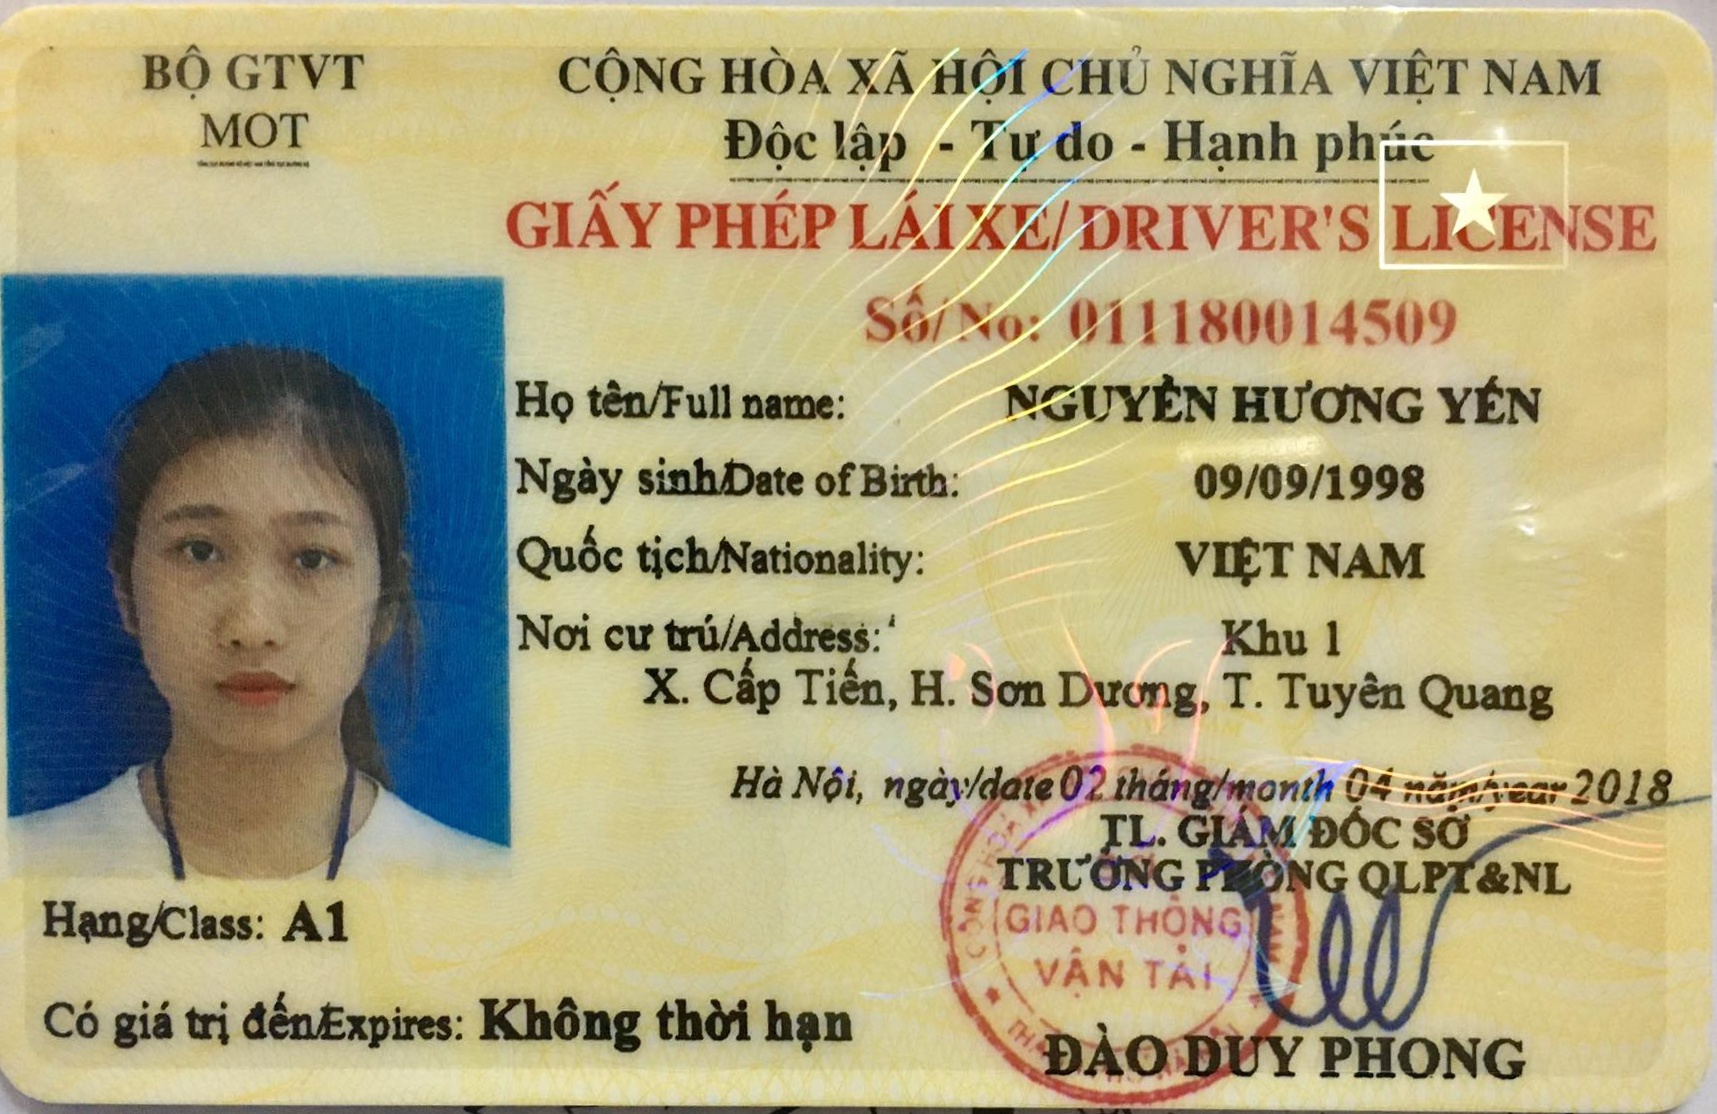 BỘ GTVT
MOT
CỘNG HÒA XÃ HỘI CHỦ NGHĨA VIỆT NAM
Độc lập - Tự do - Hạnh phúc
GIẤY PHÉP LÁI XE/DRIVER'S LICENSE
Số/No: 011180014509
Họ tên/Full name: NGUYỄN HƯƠNG YẾN
Ngày sinh/Date of Birth: 09/09/1998
Quốc tịch/Nationality: VIỆT NAM
Nơi cư trú/Address: Khu 1
X. Cấp Tiến, H. Sơn Dương, T. Tuyên Quang
Hà Nội, ngày/date 02 tháng/month 04 năm/year 2018
TL. GIÁM ĐỐC SỞ
TRƯỞNG PHÒNG QLPT&NL
GIAO THÔNG
VẬN TẢI
Hạng/Class: A1
Có giá trị đến/Expires: Không thời hạn
ĐÀO DUY PHONG